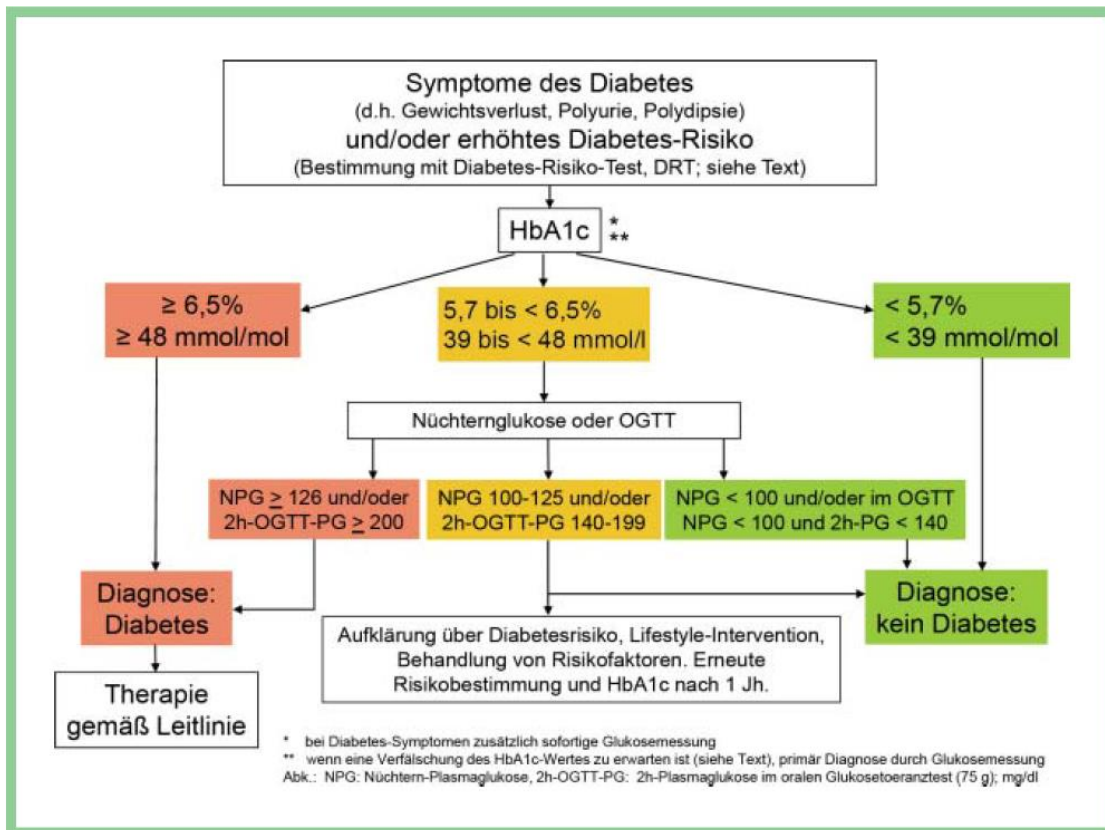 Symptome des Diabetes
(d.h. Gewichtsverlust, Polyurie, Polydipsie)
und/oder erhöhtes Diabetes-Risiko
(Bestimmung mit Diabetes-Risiko-Test, DRT; siehe Text)
HbA1c *
**
≥ 6,5%
≥ 48 mmol/mol
5,7 bis < 6,5%
39 bis < 48 mmol/l
< 5,7%
< 39 mmol/mol
Nüchternglukose oder OGTT
NPG ≥ 126 und/oder
2h-OGTT-PG ≥ 200
NPG 100-125 und/oder
2h-OGTT-PG 140-199
NPG < 100 und/oder im OGTT
NPG < 100 und 2h-PG < 140
Diagnose:
Diabetes
Diagnose:
kein Diabetes
Aufklärung über Diabetesrisiko, Lifestyle-Intervention,
Behandlung von Risikofaktoren. Erneute
Risikobestimmung und HbA1c nach 1 Jh.
Therapie
gemäß Leitlinie
* bei Diabetes-Symptomen zusätzlich sofortige Glukosemessung
** wenn eine Verfälschung des HbA1c-Wertes zu erwarten ist (siehe Text), primär Diagnose durch Glukosemessung
Abk.: NPG: Nüchtern-Plasmaglukose, 2h-OGTT-PG: 2h-Plasmaglukose im oralen Glukosetoeranztest (75 g); mg/dl